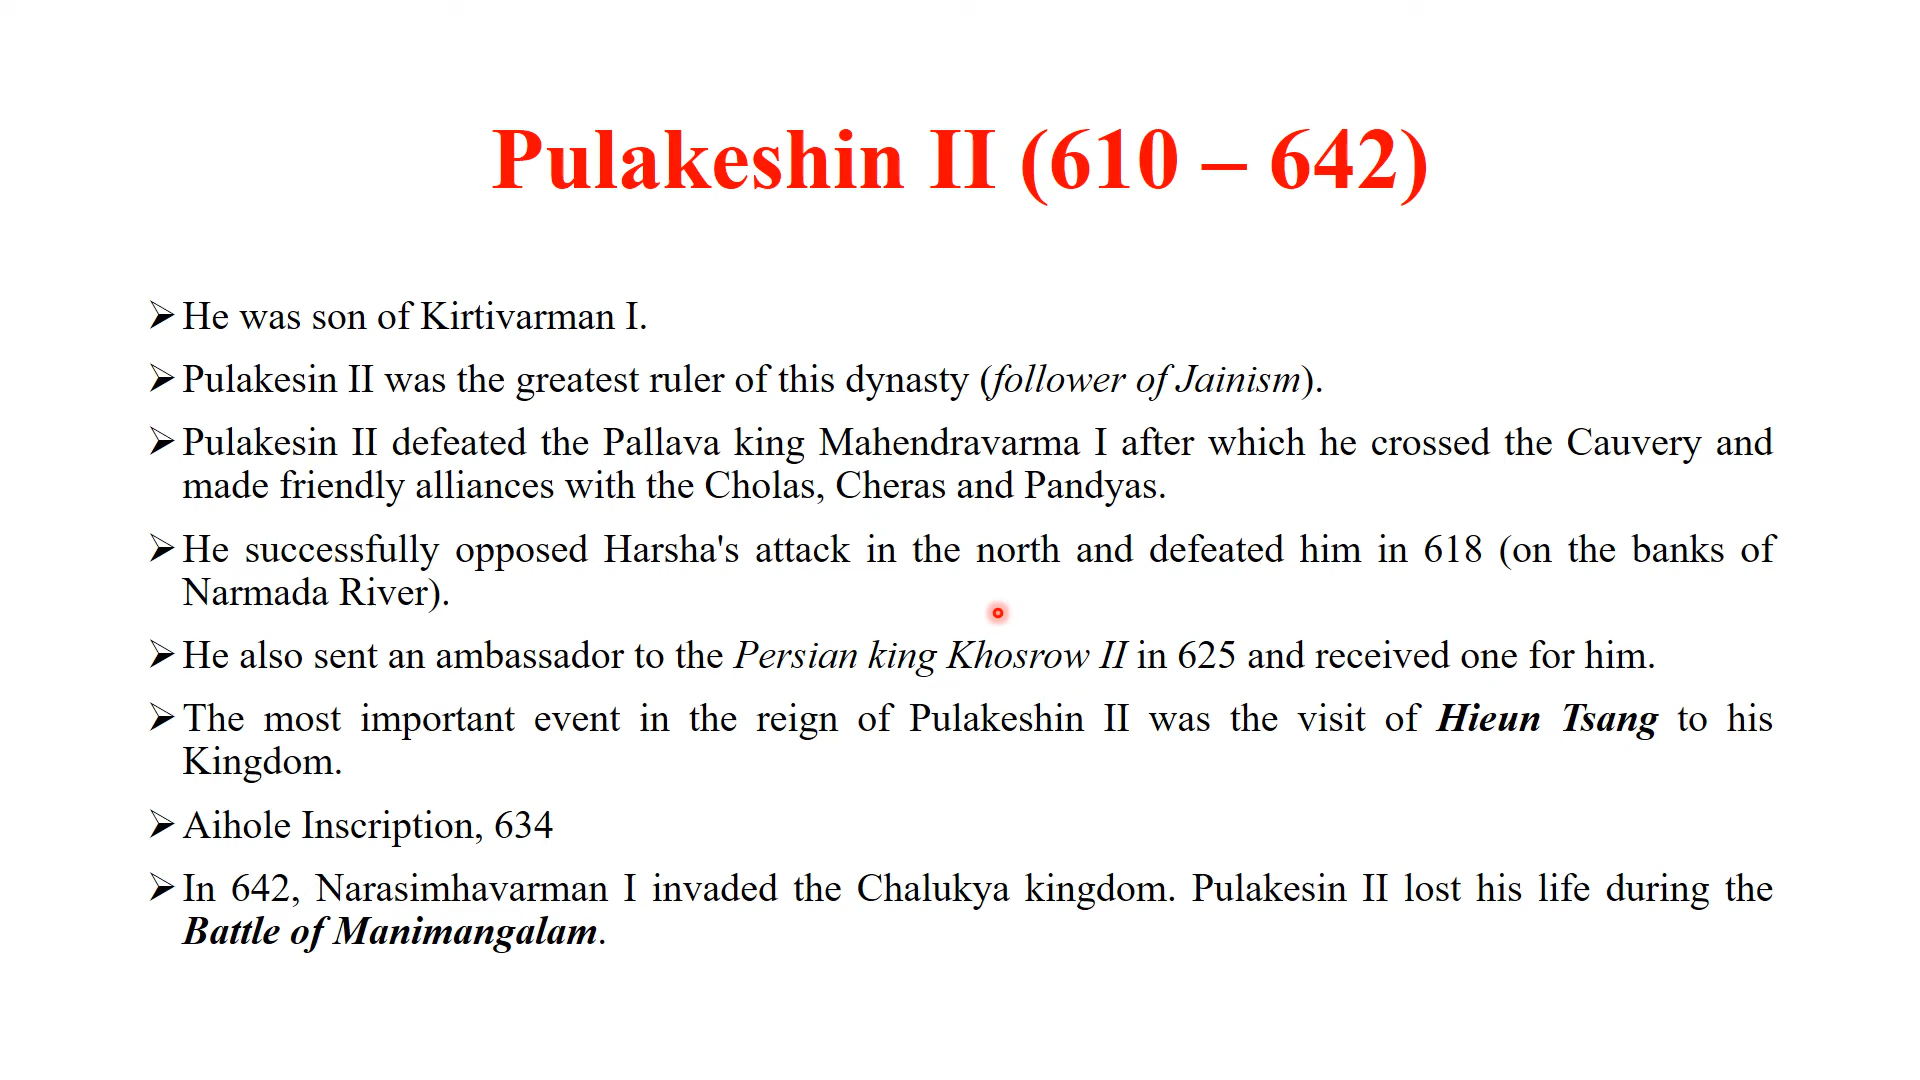 Pulakeshin II (610 – 642)
➢He was son of Kirtivarman I.
➢Pulakesin II was the greatest ruler of this dynasty (follower of Jainism).
➢Pulakesin II defeated the Pallava king Mahendravarma I after which he crossed the Cauvery and
made friendly alliances with the Cholas, Cheras and Pandyas.
➢He successfully opposed Harsha's attack in the north and defeated him in 618 (on the banks of
Narmada River).
➢He also sent an ambassador to the Persian king Khosrow II in 625 and received one for him.
➢The most important event in the reign of Pulakeshin II was the visit of Hieun Tsang to his
Kingdom.
➢Aihole Inscription, 634
➢In 642, Narasimhavarman I invaded the Chalukya kingdom. Pulakesin II lost his life during the
Battle of Manimangalam.